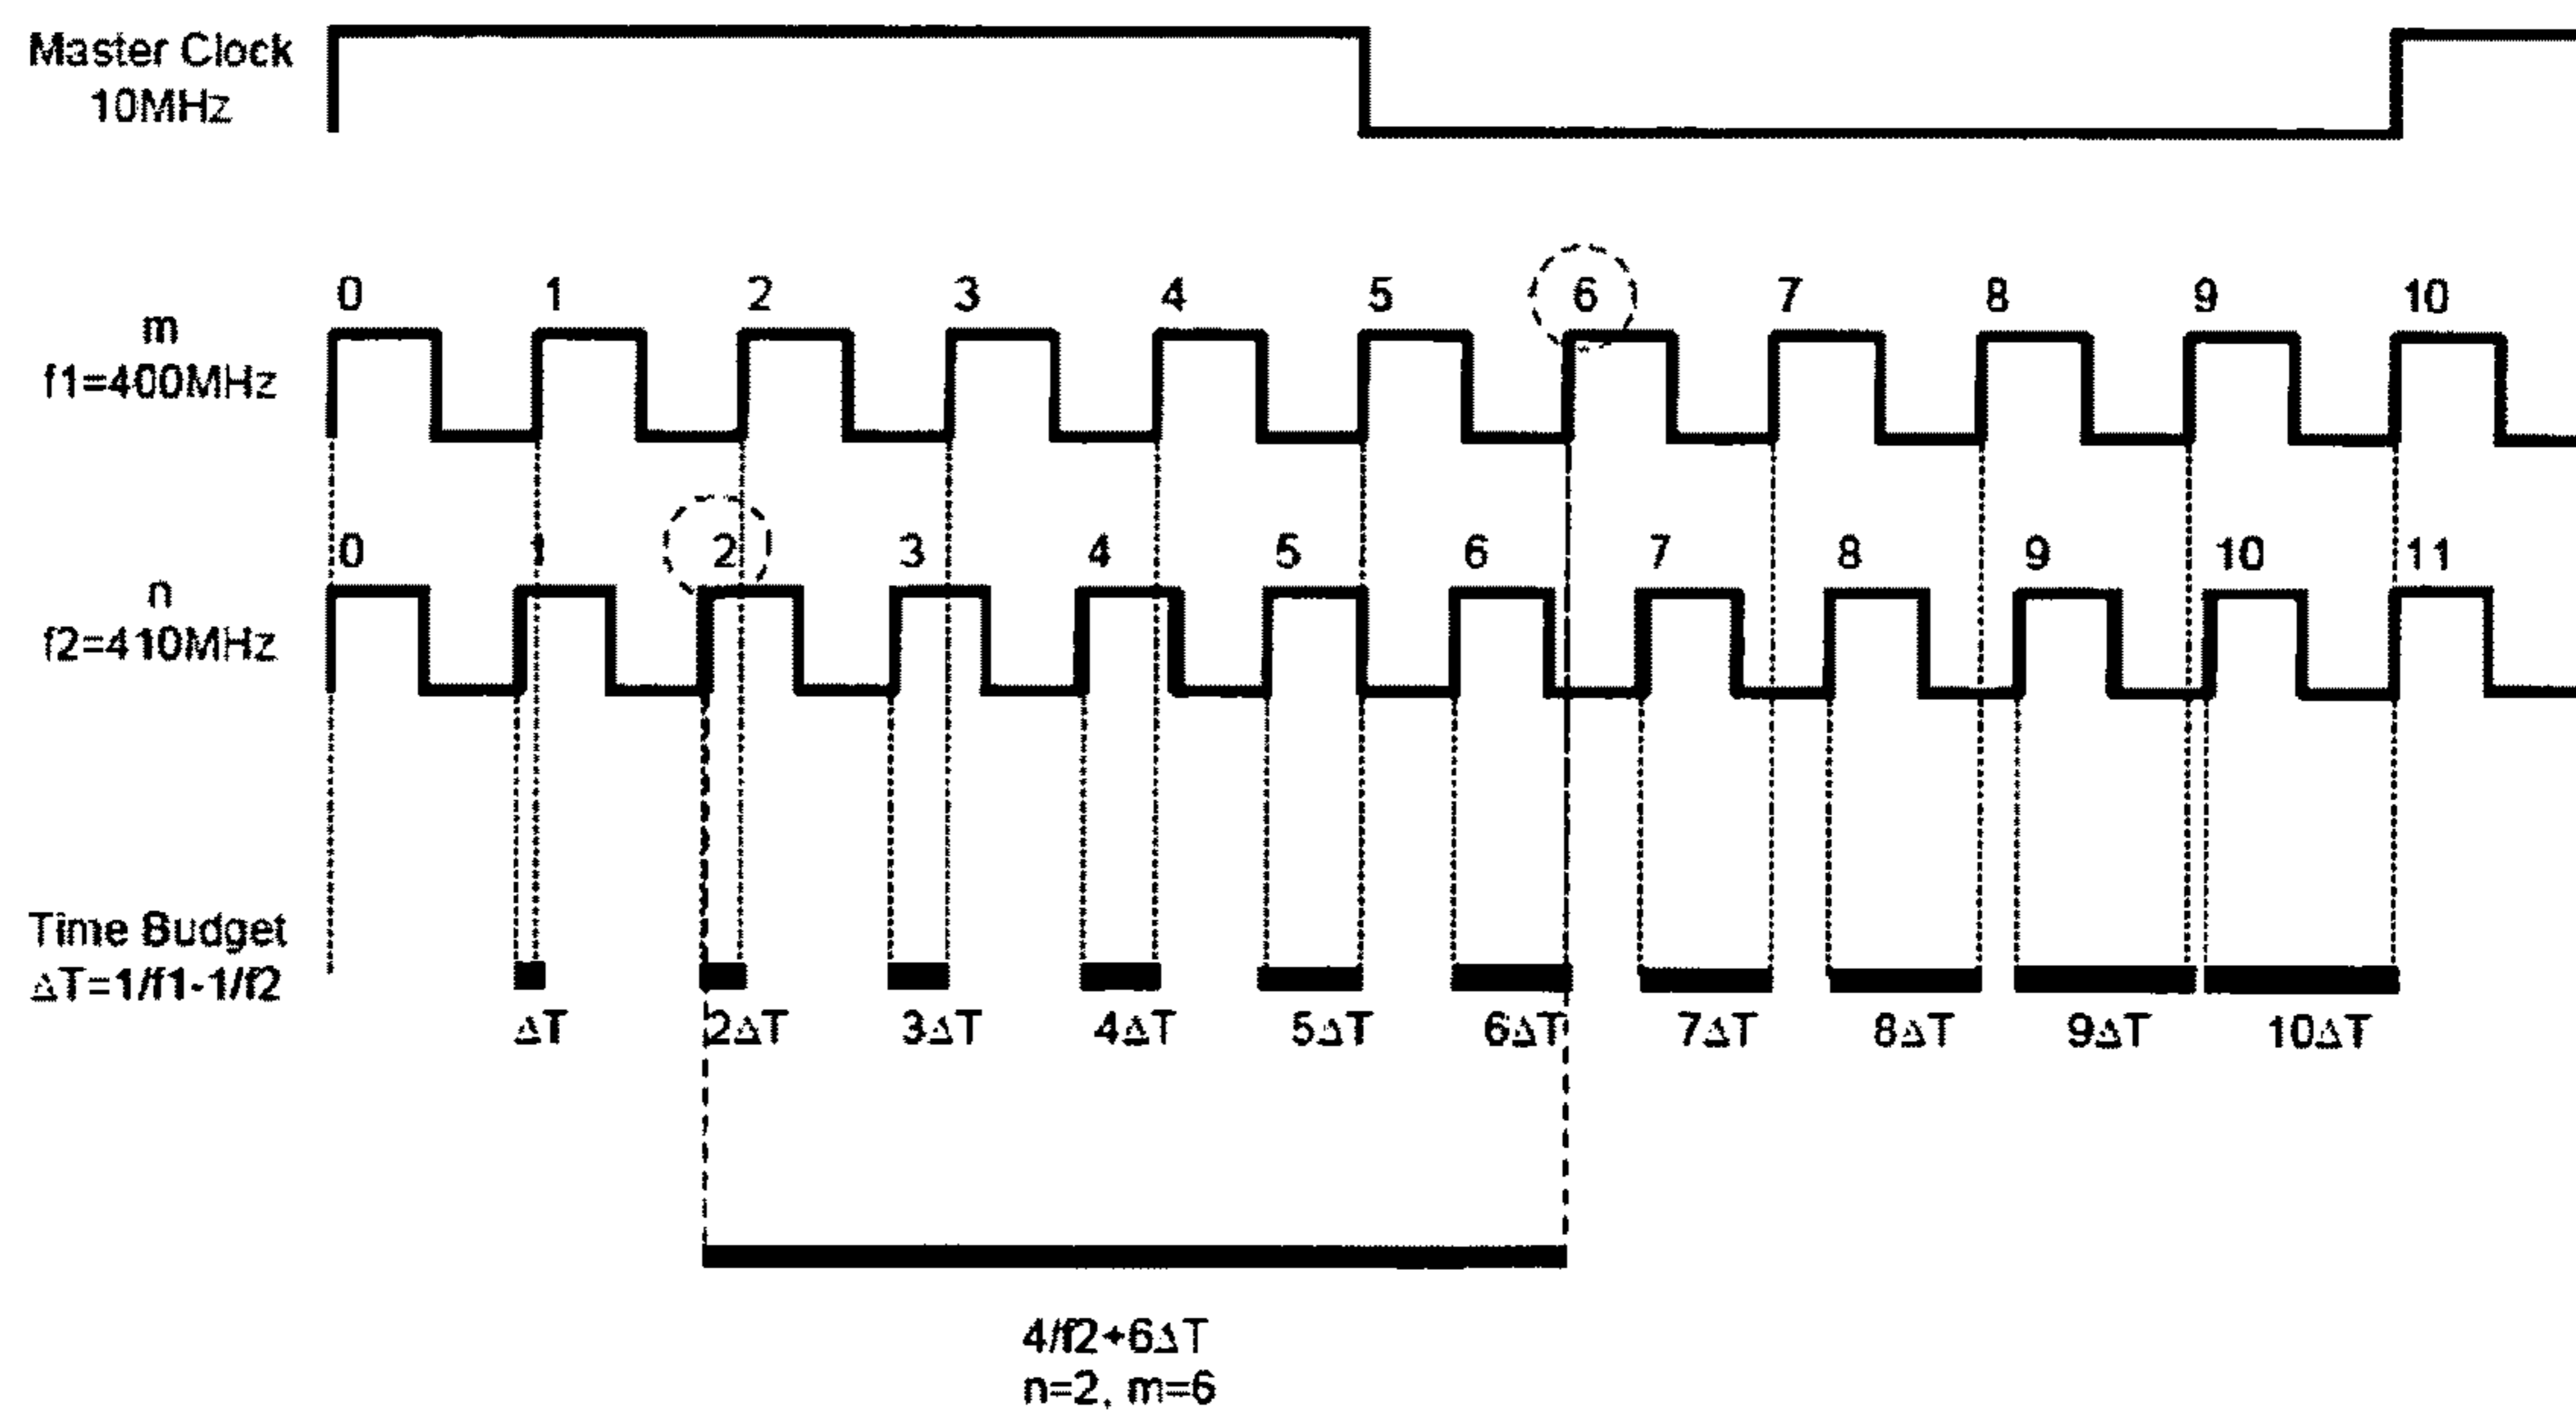 Master Clock
10MHz
0 1 2 3 4 5 6 7 8 9 10
m
f1=400MHz
0 1 2 3 4 5 6 7 8 9 10 11
n
f2=410MHz
Time Budget
ΔT=1/f1-1/f2
ΔT 2ΔT 3ΔT 4ΔT 5ΔT 6ΔT 7ΔT 8ΔT 9ΔT 10ΔT
4/f2+6ΔT
n=2, m=6